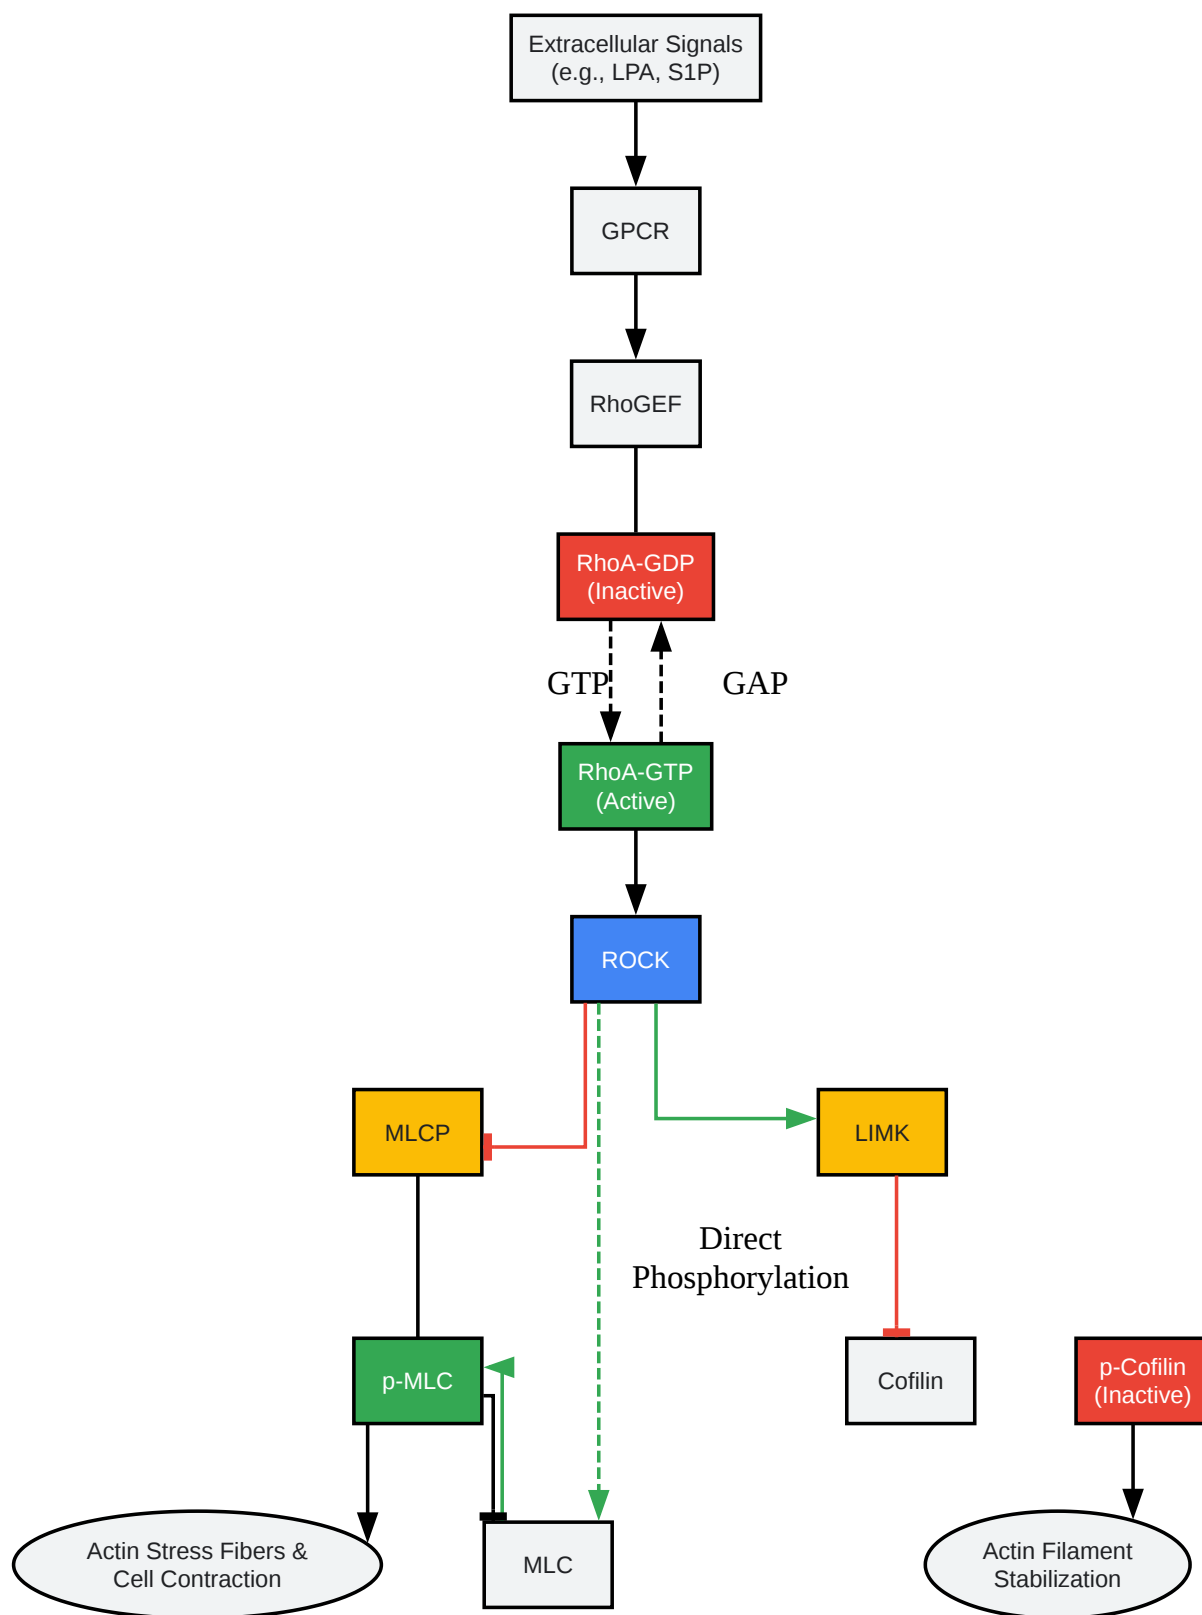 Extracellular Signals
(e.g., LPA, S1P)
GPCR
RhoGEF
RhoA-GDP
(Inactive)
GTP
GAP
RhoA-GTP
(Active)
ROCK
MLCP
LIMK
Direct
Phosphorylation
p-MLC
Cofilin
p-Cofilin
(Inactive)
Actin Stress Fibers &
Cell Contraction
MLC
Actin Filament
Stabilization